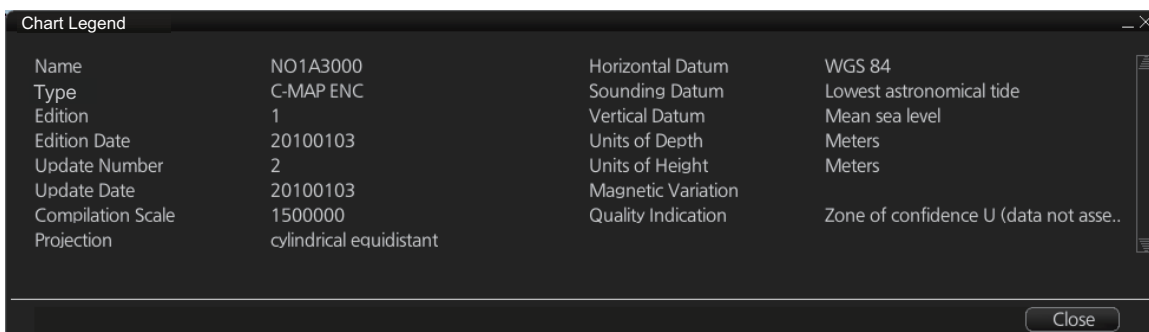 Chart Legend
Name NO1A3000 Horizontal Datum WGS 84
Type C-MAP ENC Sounding Datum Lowest astronomical tide
Edition 1 Vertical Datum Mean sea level
Edition Date 20100103 Units of Depth Meters
Update Number 2 Units of Height Meters
Update Date 20100103 Magnetic Variation
Compilation Scale 1500000 Quality Indication Zone of confidence U (data not asse..
Projection cylindrical equidistant
Close